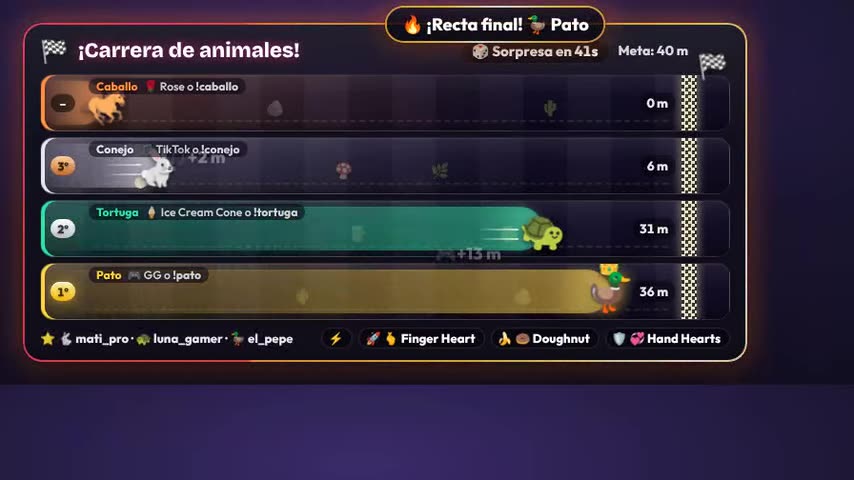 🔥 ¡Recta final! 🦆 Pato
¡Carrera de animales!
🎲 Sorpresa en 41s
Meta: 40 m
Caballo 🌹 Rose o !caballo
–
0 m
Conejo TikTok o !conejo
+2 m
3º
6 m
Tortuga 🍦 Ice Cream Cone o !tortuga
2º
31 m
+13 m
Pato 🎮 GG o !pato
1º
36 m
⭐ 🐇 mati_pro · 🐢 luna_gamer · 🦆 el_pepe
⚡
🚀 🫰 Finger Heart
🍌 🍩 Doughnut
🛡️ 💞 Hand Hearts